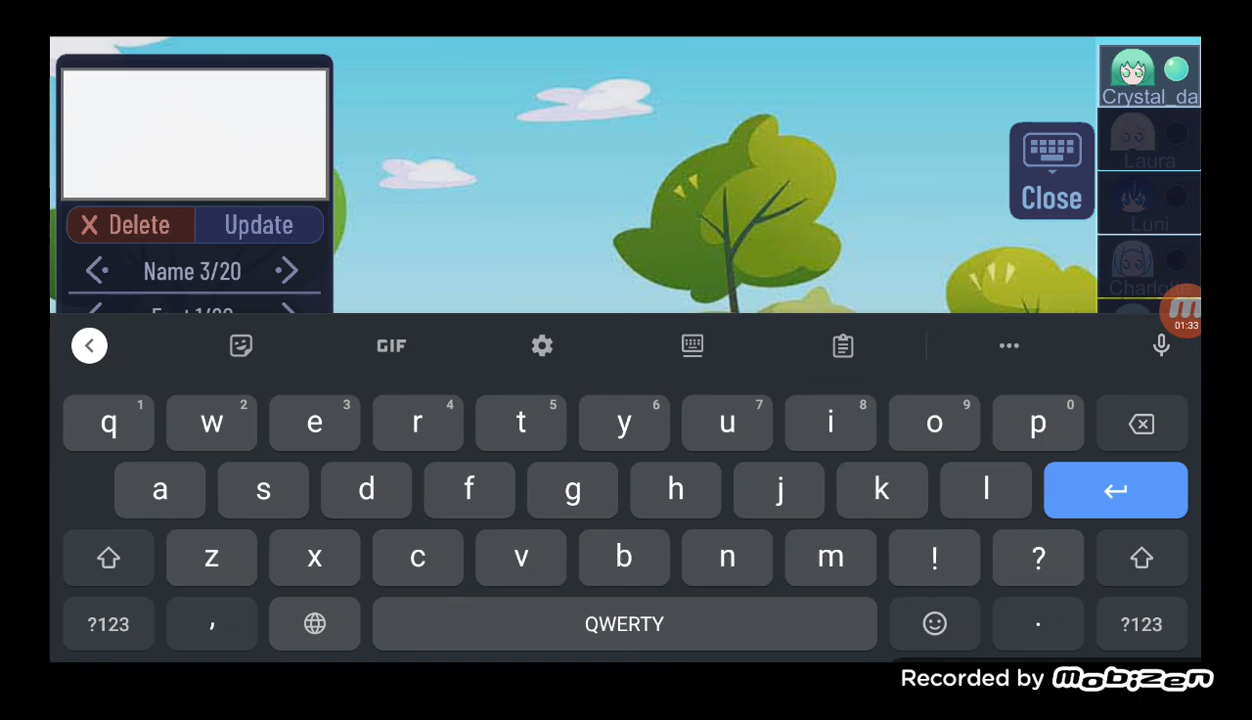 Crystal_da
Laura
Luni
Close
X Delete Update
Name 3/20
01:33
GIF
q 1 w 2 e 3 r 4 t 5 y 6 u 7 i 8 o 9 p 0
a s d f g h j k l
z x c v b n m ! ?
?123 , QWERTY . ?123
Recorded by mobizen